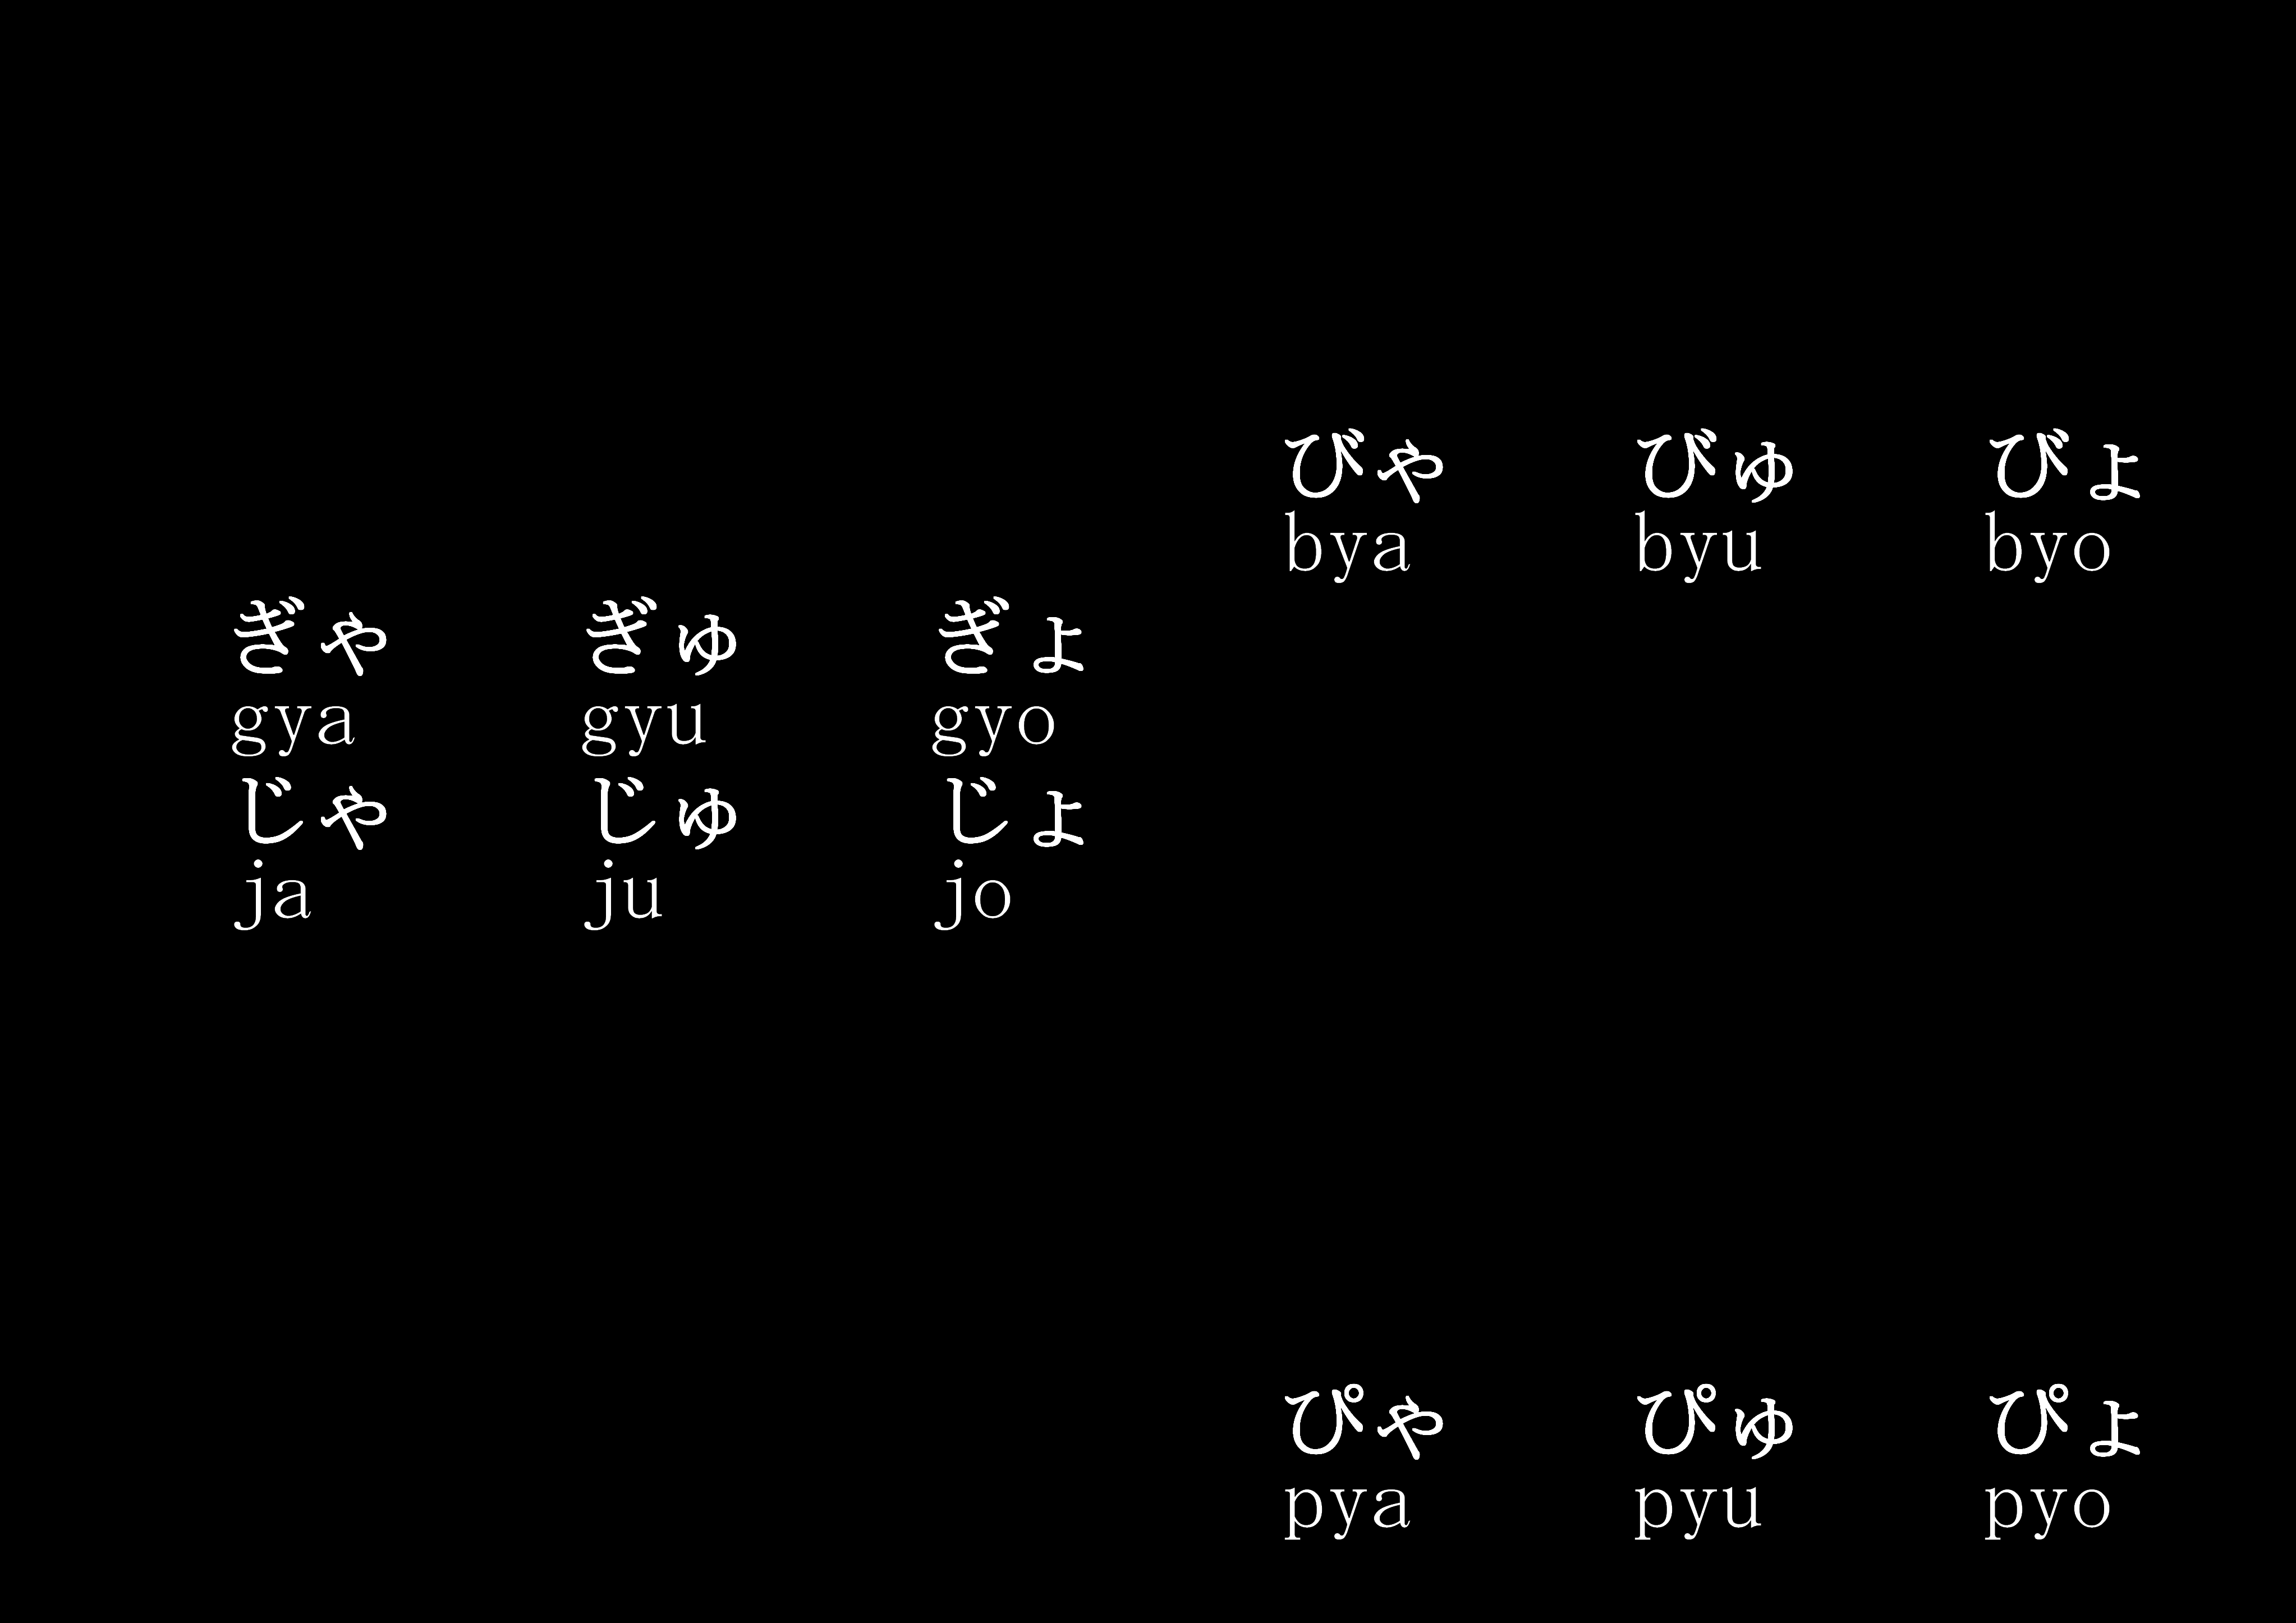 ぎゃ ぎゅ ぎょ
gya gyu gyo
じゃ じゅ じょ
ja ju jo
びゃ びゅ びょ
bya byu byo
ぴゃ ぴゅ ぴょ
pya pyu pyo